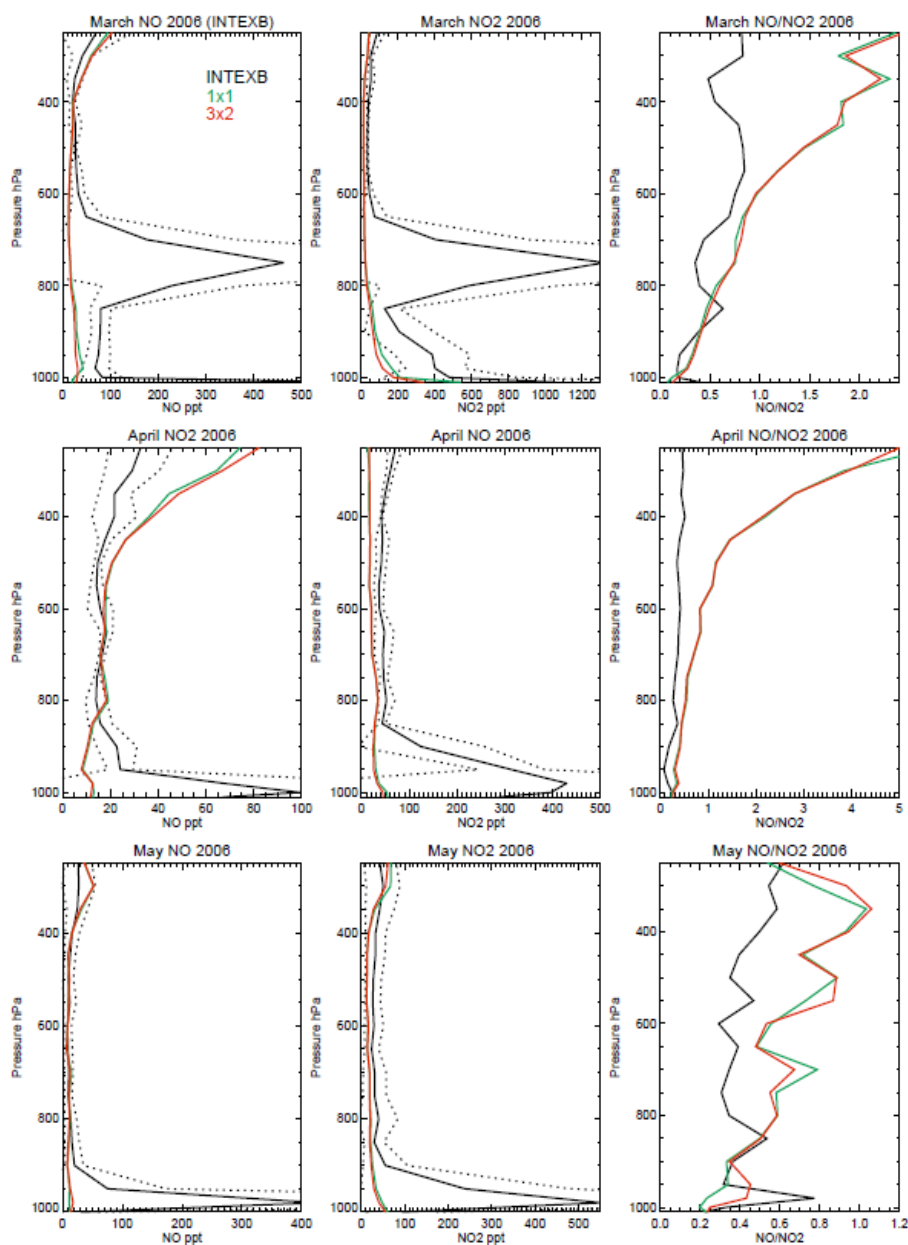 March NO 2006 (INTEXB)
March NO2 2006
March NO/NO2 2006
INTEXB
1x1
3x2
Pressure hPa
400
600
800
1000
0 100 200 300 400 500
NO ppt
Pressure hPa
400
600
800
1000
0 200 400 600 800 1000 1200
NO2 ppt
Pressure hPa
400
600
800
1000
0.0 0.5 1.0 1.5 2.0
NO/NO2
April NO2 2006
April NO 2006
April NO/NO2 2006
Pressure hPa
400
600
800
1000
0 20 40 60 80 100
NO ppt
Pressure hPa
400
600
800
1000
0 100 200 300 400 500
NO2 ppt
Pressure hPa
400
600
800
1000
0 1 2 3 4 5
NO/NO2
May NO 2006
May NO2 2006
May NO/NO2 2006
Pressure hPa
400
600
800
1000
0 100 200 300 400
NO ppt
Pressure hPa
400
600
800
1000
0 100 200 300 400 500
NO2 ppt
Pressure hPa
400
600
800
1000
0.0 0.2 0.4 0.6 0.8 1.0 1.2
NO/NO2